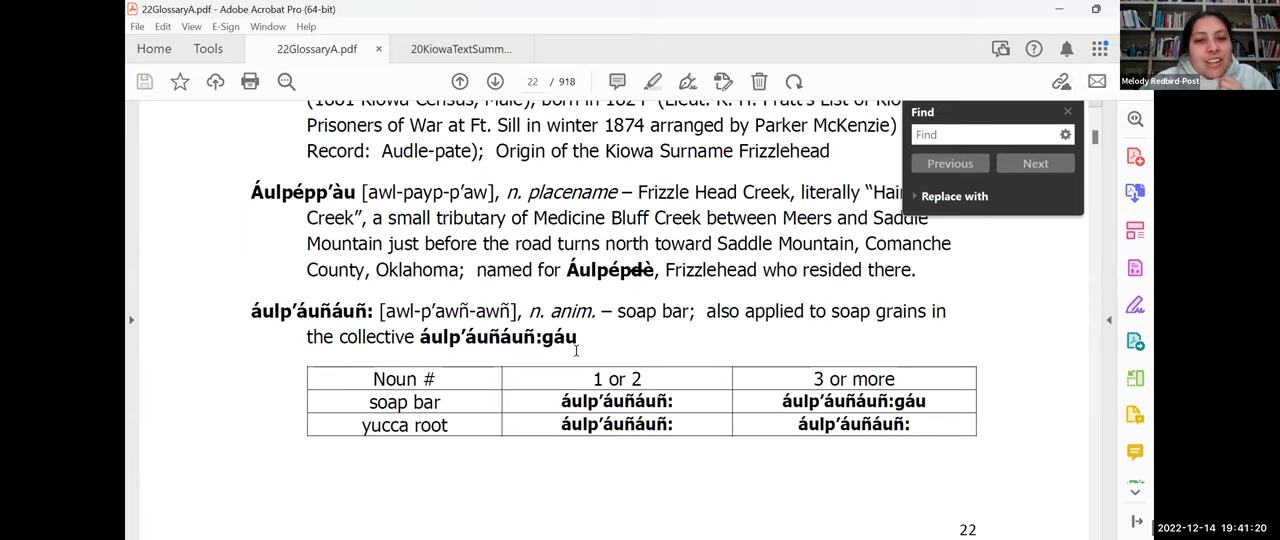 22GlossaryA.pdf - Adobe Acrobat Pro (64-bit)
File Edit View E-Sign Window Help
Home Tools 22GlossaryA.pdf × 20KiowaTextSumm...
22 / 918
Melody Redbird-Post
Find
Find
Previous Next
Replace with
Prisoners of War at Ft. Sill in winter 1874 arranged by Parker McKenzie)
Record: Audle-pate); Origin of the Kiowa Surname Frizzlehead
Áulpépp'àu [awl-payp-p'aw], n. placename – Frizzle Head Creek, literally “Hair
Creek”, a small tributary of Medicine Bluff Creek between Meers and Saddle
Mountain just before the road turns north toward Saddle Mountain, Comanche
County, Oklahoma; named for Áulpépdè, Frizzlehead who resided there.
áulp'áuñáuñ: [awl-p'awñ-awñ], n. anim. – soap bar; also applied to soap grains in
the collective áulp'áuñáuñ:gáu
Noun # 1 or 2 3 or more
soap bar áulp'áuñáuñ: áulp'áuñáuñ:gáu
yucca root áulp'áuñáuñ: áulp'áuñáuñ:
22
2022-12-14 19:41:20